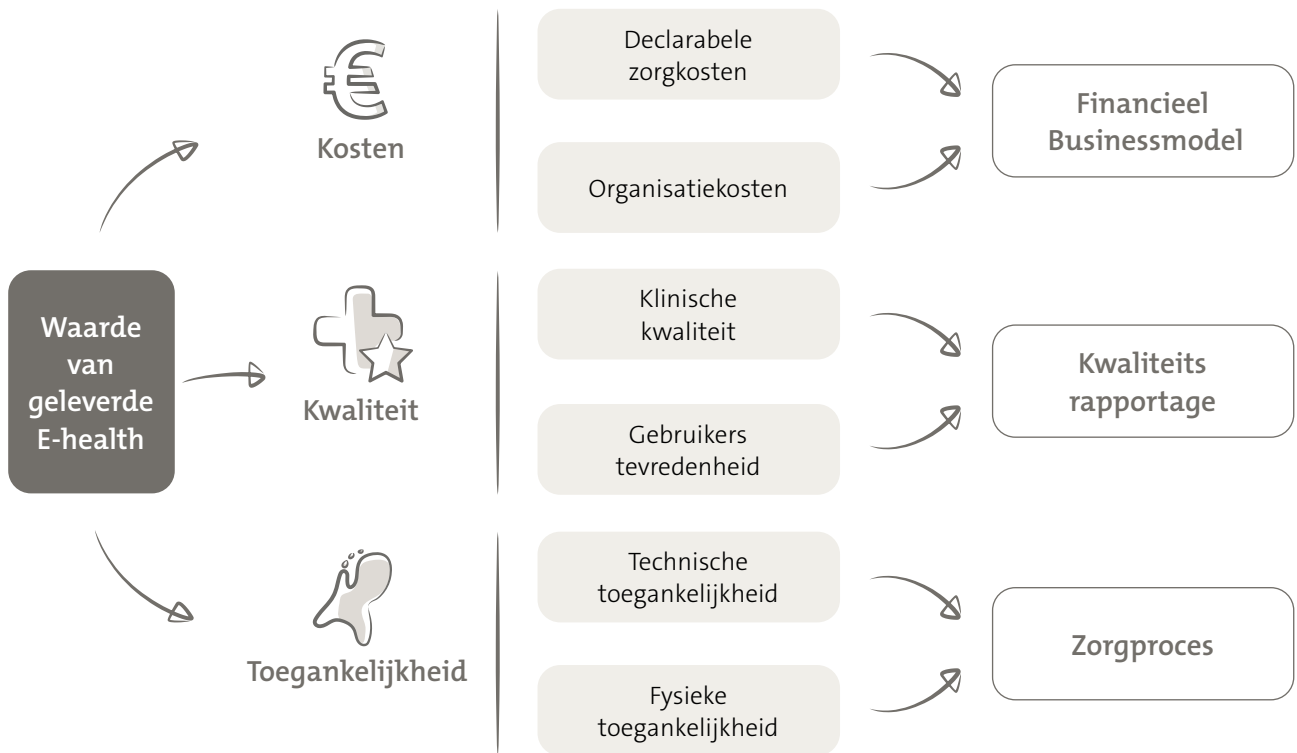 Waarde
van
geleverde
E-health
Kosten
Declarabele
zorgkosten
Organisatiekosten
Financieel
Businessmodel
Kwaliteit
Klinische
kwaliteit
Gebruikers
tevredenheid
Kwaliteits
rapportage
Toegankelijkheid
Technische
toegankelijkheid
Fysieke
toegankelijkheid
Zorgproces